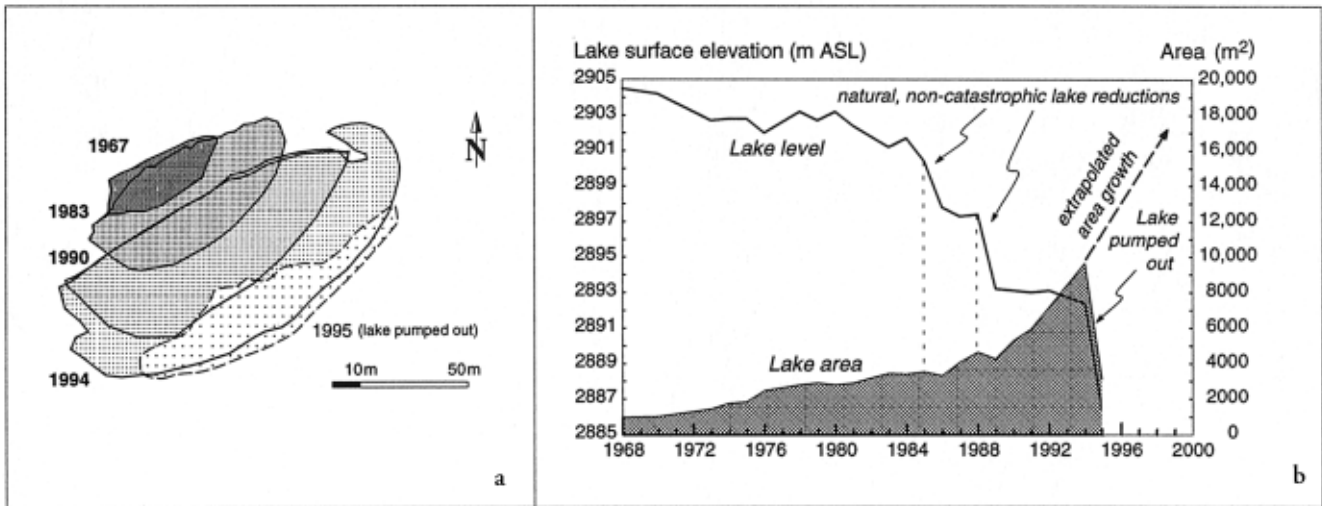 1967
1983
1990
1994
N
1995 (lake pumped out)
10m 50m
a
Lake surface elevation (m ASL)
Area (m²)
2905
2903
2901
2899
2897
2895
2893
2891
2889
2887
2885
20,000
18,000
16,000
14,000
12,000
10,000
8000
6000
4000
2000
0
natural, non-catastrophic lake reductions
Lake level
extrapolated
area growth
Lake
pumped
out
Lake area
1968 1972 1976 1980 1984 1988 1992 1996 2000
b